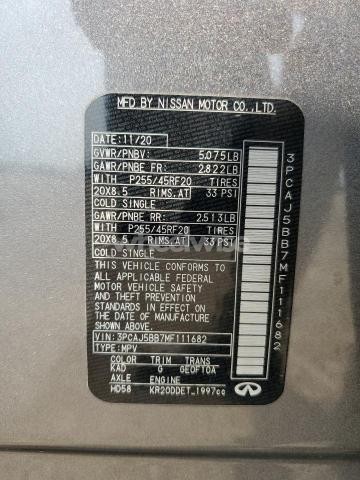 MFD BY NISSAN MOTOR CO.,LTD.
DATE:11/20
GVWR/PNBV: 5,075LB
GAWR/PNBE FR: 2,822LB
WITH P255/45RF20 TIRES
20X8.5 RIMS,AT 33 PSI
COLD SINGLE
GAWR/PNBE RR: 2,513LB
WITH P255/45RF20 TIRES
20X8.5 RIMS,AT 33 PSI
COLD SINGLE
THIS VEHICLE CONFORMS TO
ALL APPLICABLE FEDERAL
MOTOR VEHICLE SAFETY
AND THEFT PREVENTION
STANDARDS IN EFFECT ON
THE DATE OF MANUFACTURE
SHOWN ABOVE.
VIN:3PCAJ5BB7MF111682
TYPE:MPV
COLOR TRIM TRANS
KAD G GEOFTOA
AXLE ENGINE
HD58 KR20DDET_1997cc
INFINITI
3PCAJ5BB7MF111682